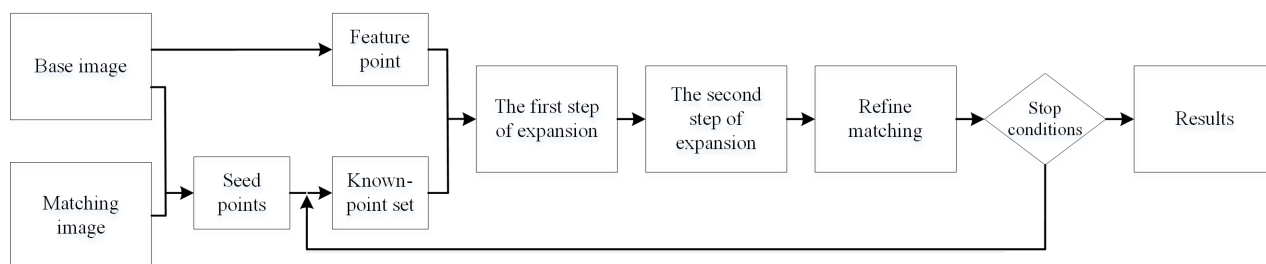 Base image
Feature
point
The first step
of expansion
The second
step of
expansion
Refine
matching
Stop
conditions
Results
Matching
image
Seed
points
Known-
point set